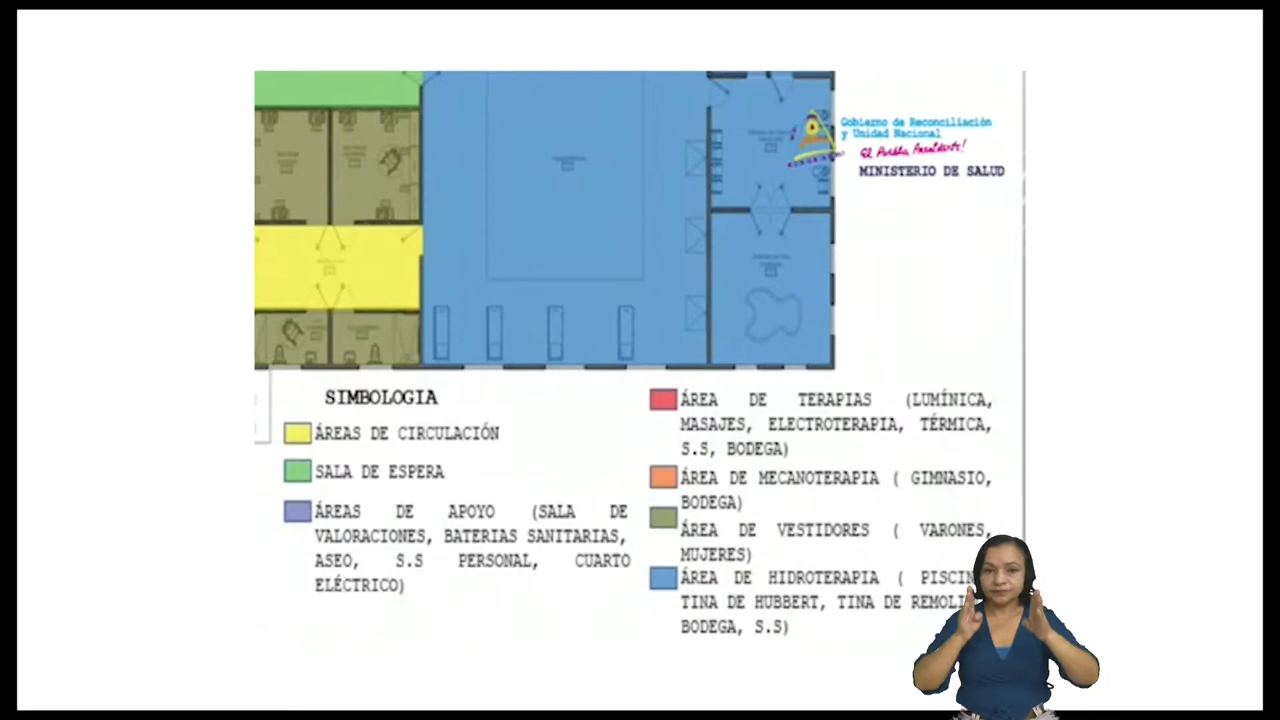 Gobierno de Reconciliación
y Unidad Nacional
El Pueblo, Presidente!
MINISTERIO DE SALUD
SIMBOLOGIA
ÁREAS DE CIRCULACIÓN
SALA DE ESPERA
ÁREAS DE APOYO (SALA DE
VALORACIONES, BATERIAS SANITARIAS,
ASEO, S.S PERSONAL, CUARTO
ELÉCTRICO)
ÁREA DE TERAPIAS (LUMÍNICA,
MASAJES, ELECTROTERAPIA, TÉRMICA,
S.S, BODEGA)
ÁREA DE MECANOTERAPIA ( GIMNASIO,
BODEGA)
ÁREA DE VESTIDORES ( VARONES,
MUJERES)
ÁREA DE HIDROTERAPIA ( PISCIN
TINA DE HUBBERT, TINA DE REMOLI
BODEGA, S.S)